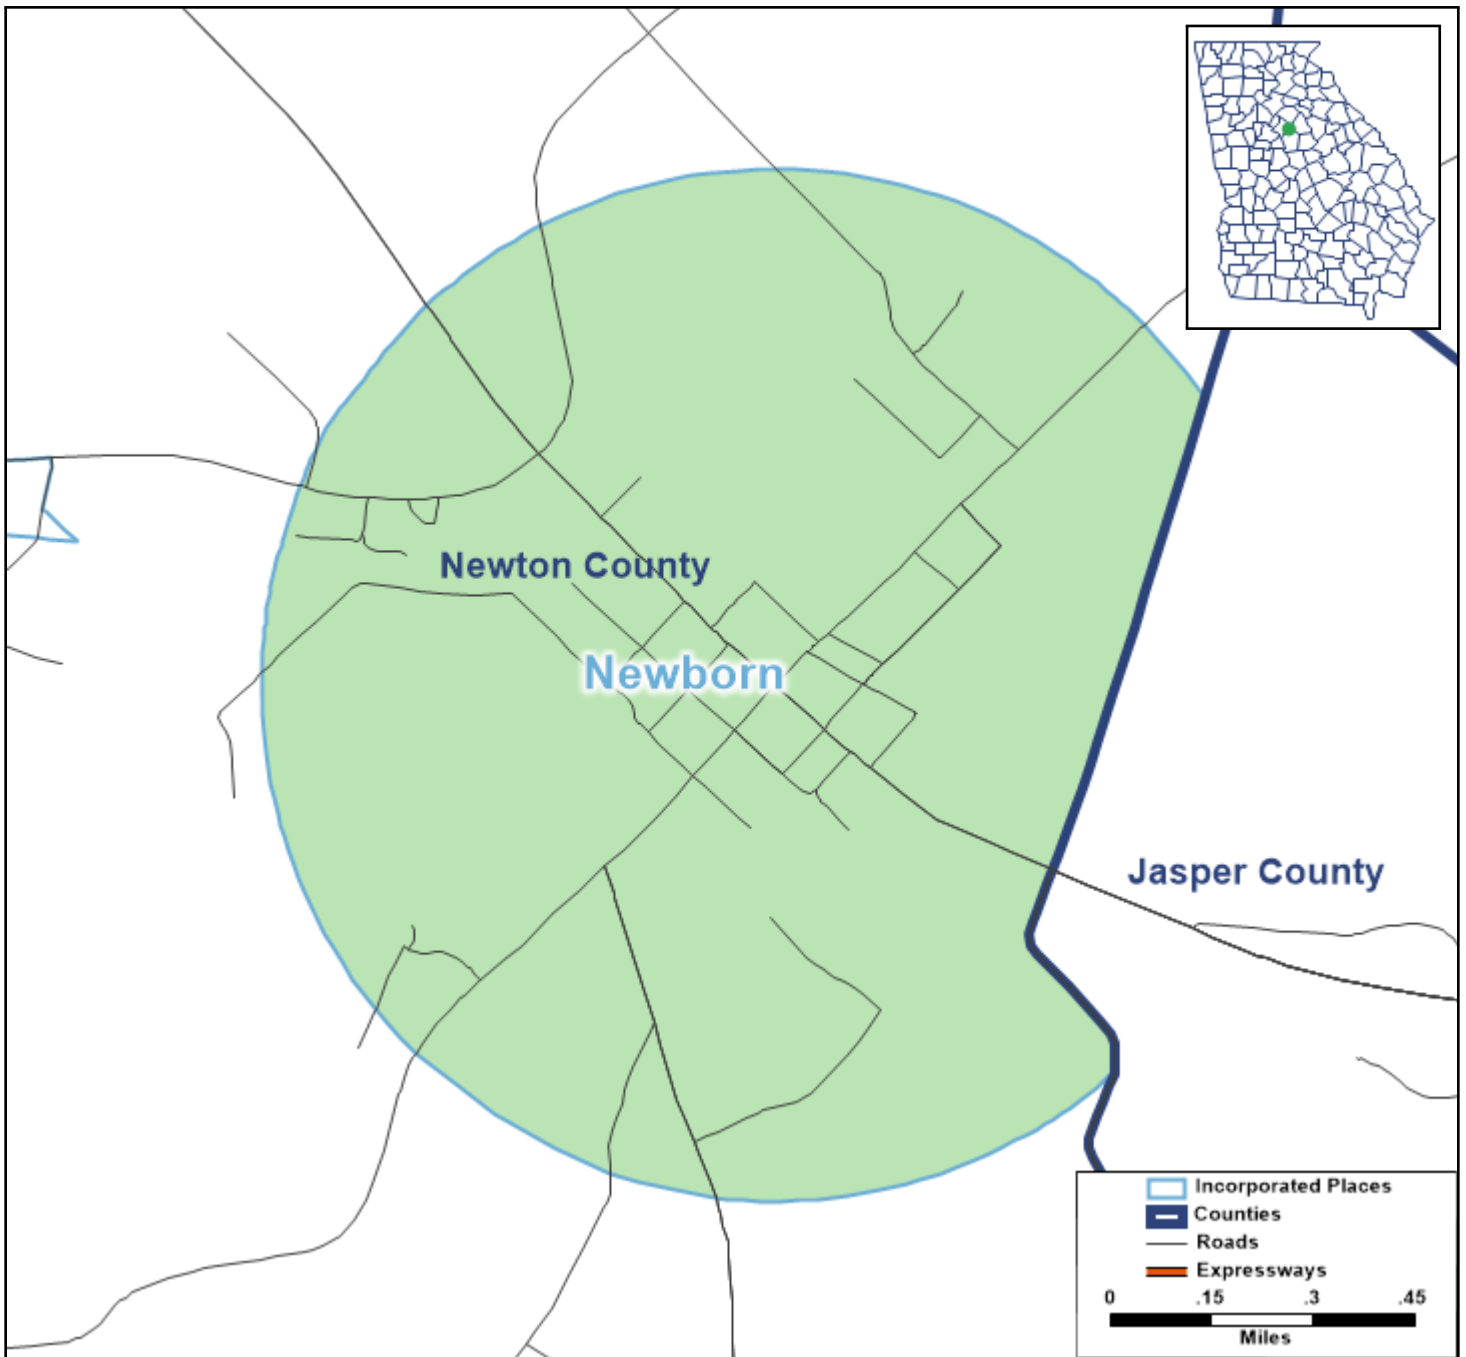 Newton County
Newborn
Jasper County
Incorporated Places
Counties
Roads
Expressways
0 .15 .3 .45
Miles